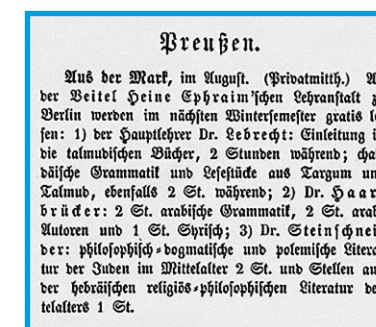 Preußen.
Aus der Mark, im August. (Privatmitth.) A
der Veitel Heine Ephraim'schen Lehranstalt z
Berlin werden im nächsten Wintersemester gratis l
sen: 1) der Hauptlehrer Dr. Lebrecht: Einleitung i
die talmudischen Bücher, 2 Stunden während; cha
däische Grammatik und Lesestücke aus Targum un
Talmud, ebenfalls 2 St. während; 2) Dr. Haar
brücker: 2 St. arabische Grammatik, 2 St. arab
Autoren und 1 St. Syrisch; 3) Dr. Steinschnei
der: philosophisch-dogmatische und polemische Litera
tur der Juden im Mittelalter 2 St. und Stellen au
der hebräischen religiös-philosophischen Literatur de
telalters 1 St.